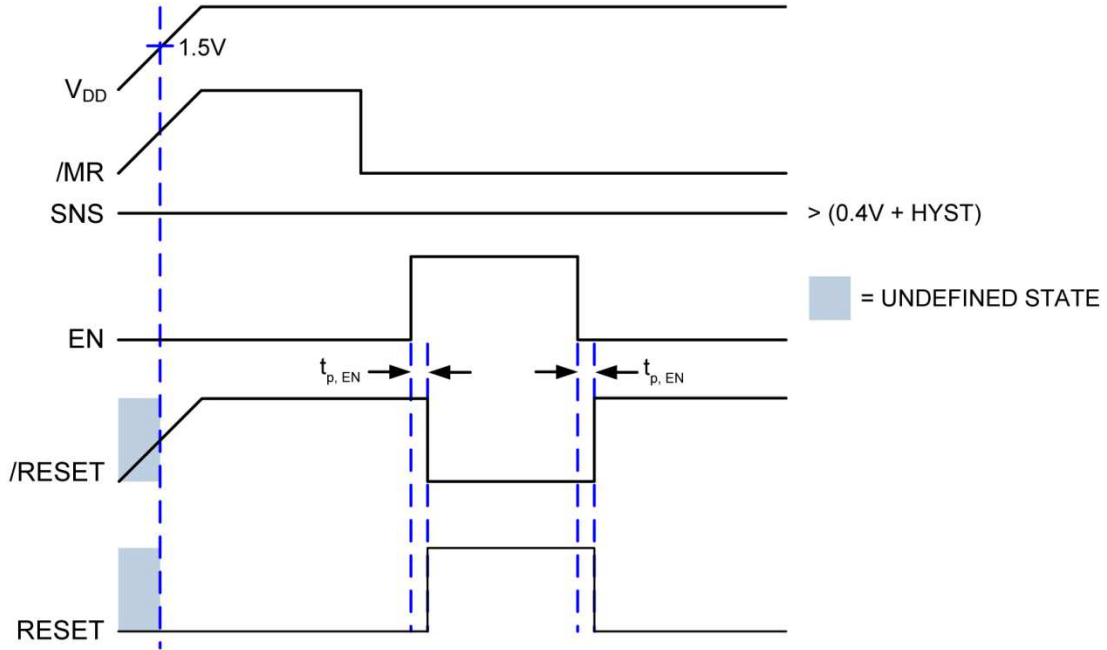 1.5V
VDD
/MR
SNS
> (0.4V + HYST)
= UNDEFINED STATE
EN
tp, EN
tp, EN
/RESET
RESET